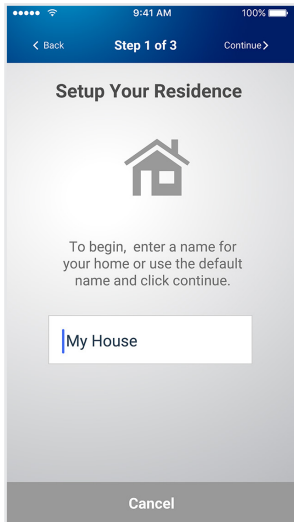 9:41 AM 100%
Back Step 1 of 3 Continue
Setup Your Residence
To begin, enter a name for
your home or use the default
name and click continue.
My House
Cancel